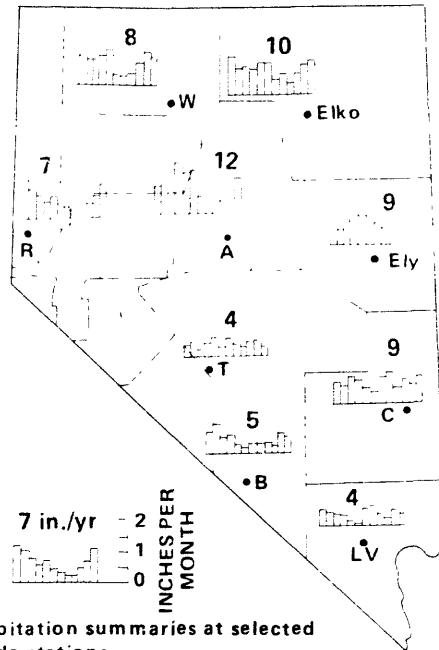 8
10
W
Elko
7
12
9
R
A
Ely
4
T
9
C
5
B
4
LV
7 in./yr
2
1
0
INCHES PER
MONTH
bitation summaries at selected
stations